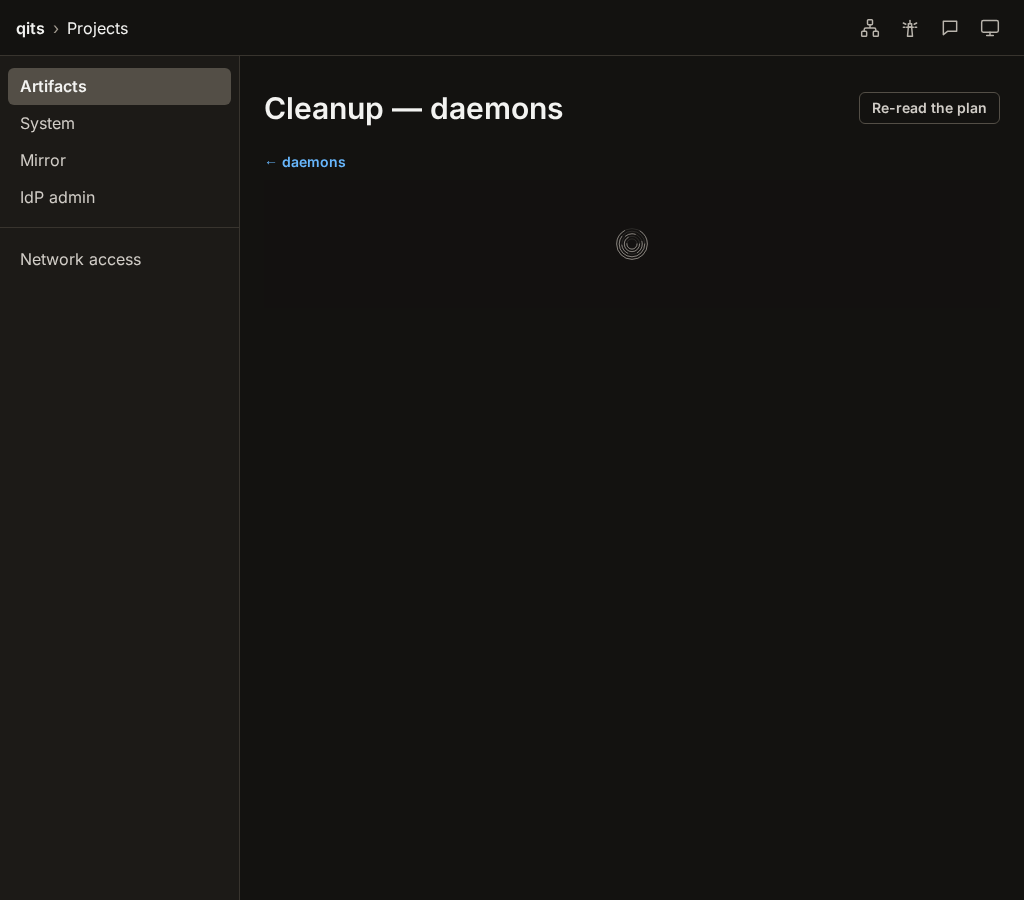 qits › Projects
Artifacts
System
Mirror
IdP admin
Network access
Cleanup — daemons
Re-read the plan
← daemons